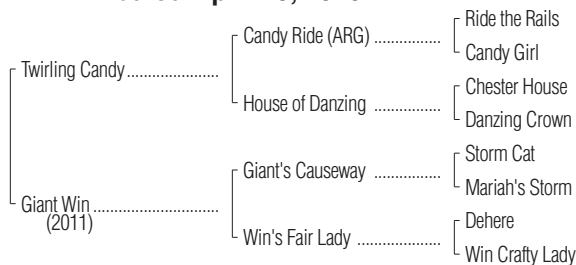 Ride the Rails
Candy Ride (ARG) ................
Candy Girl
Twirling Candy ......................
Chester House
House of Danzing ................
Danzing Crown
Storm Cat
Giant's Causeway ................
Mariah's Storm
Giant Win ..............................
(2011)
Dehere
Win's Fair Lady ....................
Win Crafty Lady